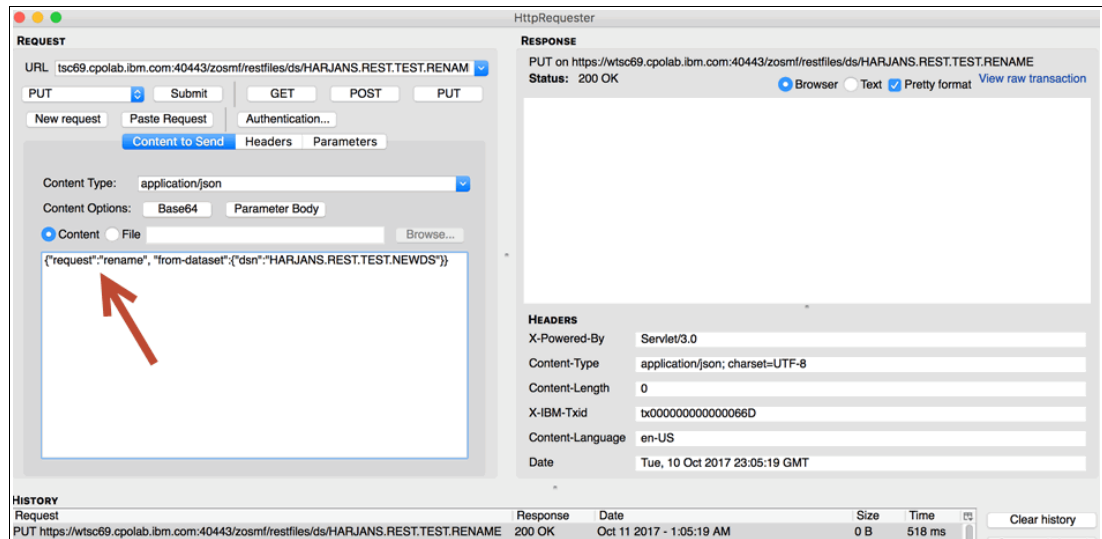 HttpRequester
REQUEST
URL tsc69.cpolab.ibm.com:40443/zosmf/restfiles/ds/HARJANS.REST.TEST.RENAM
PUT Submit GET POST PUT
New request Paste Request Authentication...
Content to Send Headers Parameters
Content Type: application/json
Content Options: Base64 Parameter Body
Content File Browse...
{"request":"rename", "from-dataset":{"dsn":"HARJANS.REST.TEST.NEWDS"}}
RESPONSE
PUT on https://wtsc69.cpolab.ibm.com:40443/zosmf/restfiles/ds/HARJANS.REST.TEST.RENAME
Status: 200 OK
Browser Text Pretty format View raw transaction
HEADERS
X-Powered-By Servlet/3.0
Content-Type application/json; charset=UTF-8
Content-Length 0
X-IBM-Txid tx000000000000066D
Content-Language en-US
Date Tue, 10 Oct 2017 23:05:19 GMT
HISTORY
Request Response Date Size Time Clear history
PUT https://wtsc69.cpolab.ibm.com:40443/zosmf/restfiles/ds/HARJANS.REST.TEST.RENAME 200 OK Oct 11 2017 - 1:05:19 AM 0 B 518 ms